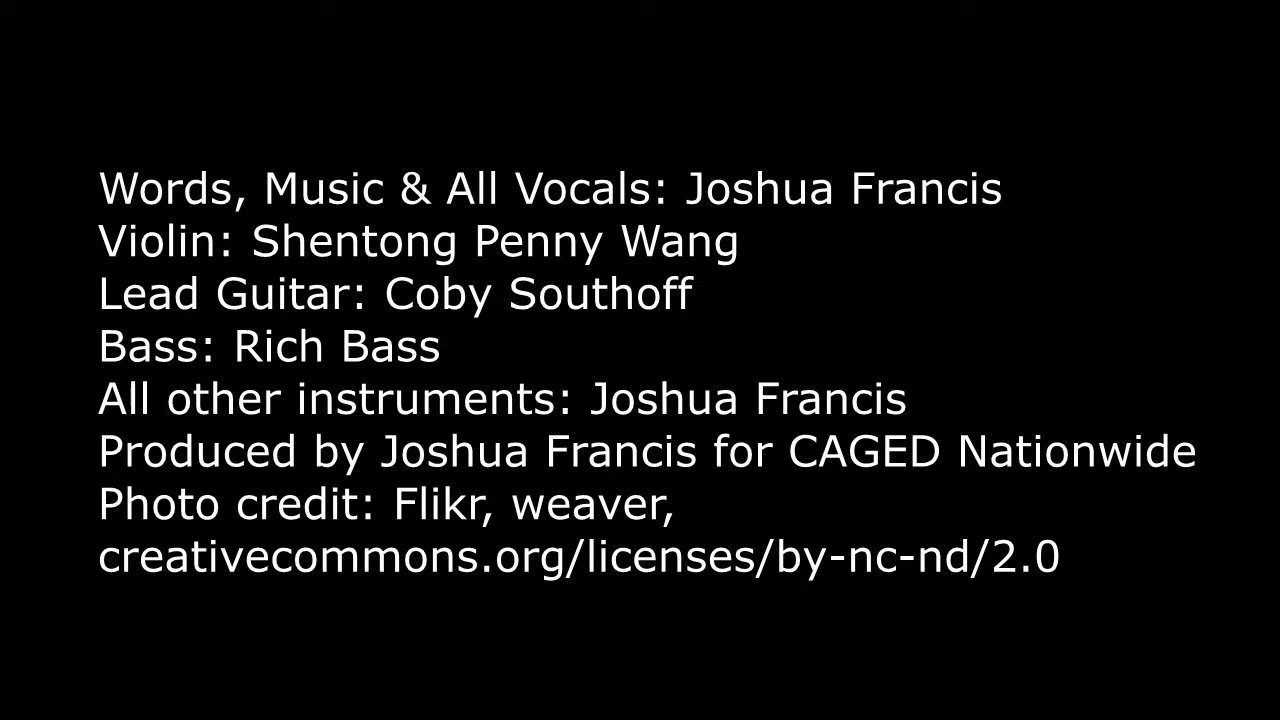 Words, Music & All Vocals: Joshua Francis
Violin: Shentong Penny Wang
Lead Guitar: Coby Southoff
Bass: Rich Bass
All other instruments: Joshua Francis
Produced by Joshua Francis for CAGED Nationwide
Photo credit: Flikr, weaver,
creativecommons.org/licenses/by-nc-nd/2.0